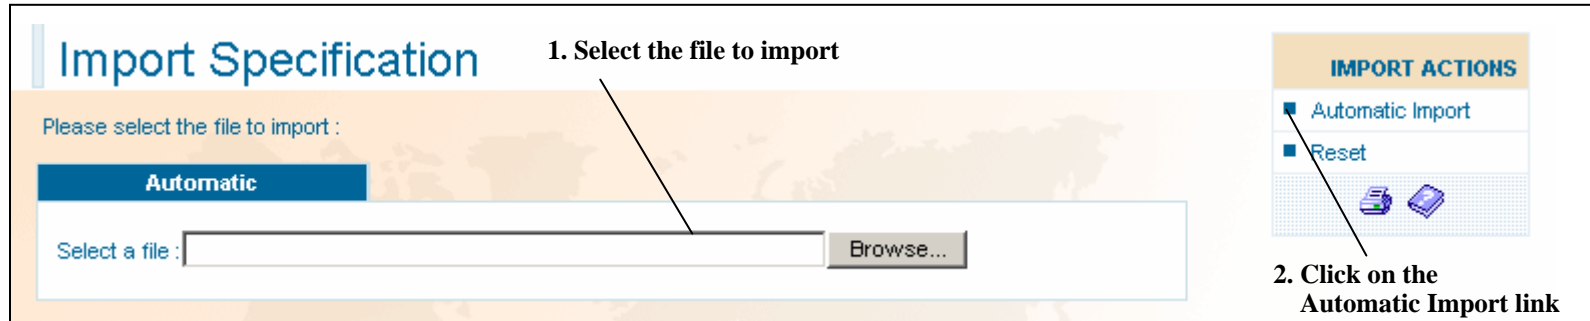 Import Specification
1. Select the file to import
Please select the file to import :
Automatic
Select a file :
Browse...
IMPORT ACTIONS
Automatic Import
Reset
2. Click on the
Automatic Import link